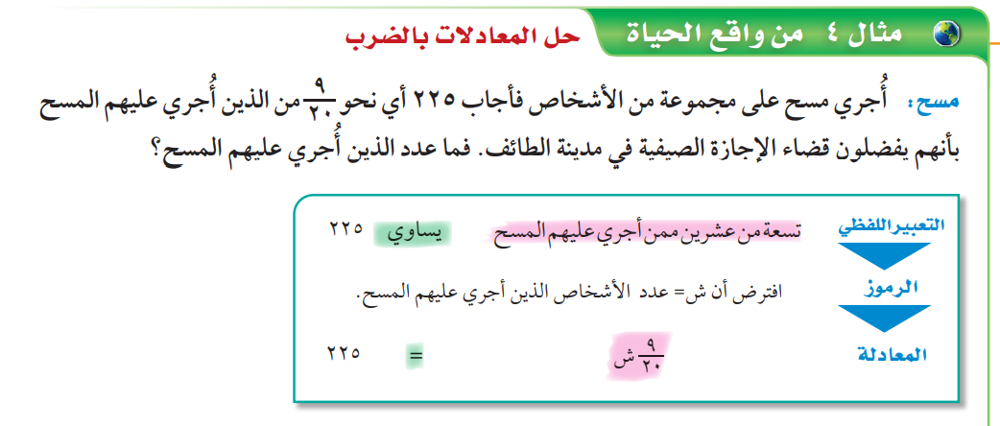 مثال ٤ من واقع الحياة حل المعادلات بالضرب
مسح: أُجري مسح على مجموعة من الأشخاص فأجاب ٢٢٥ أي نحو ٩/٢٠ من الذين أُجري عليهم المسح
بأنهم يفضلون قضاء الإجازة الصيفية في مدينة الطائف. فما عدد الذين أُجري عليهم المسح؟
التعبير اللفظي تسعة من عشرين ممن أجري عليهم المسح يساوي ٢٢٥
الرموز افترض أن ش= عدد الأشخاص الذين أجري عليهم المسح.
المعادلة ٩/٢٠ ش = ٢٢٥